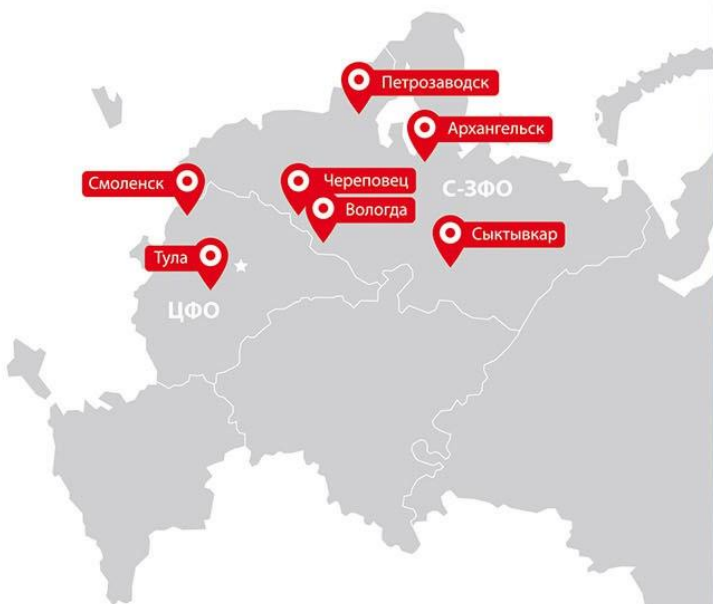 Петрозаводск
Архангельск
Смоленск
Череповец
С-ЗФО
Вологда
Сыктывкар
Тула
ЦФО